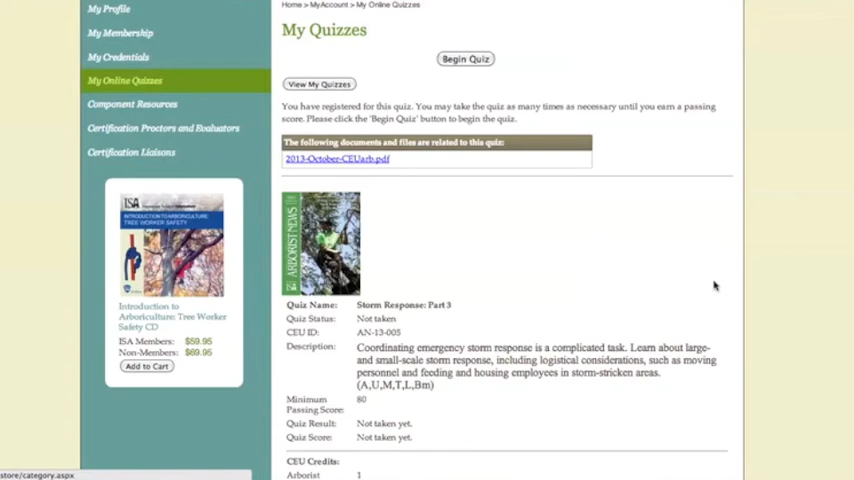 Home > MyAccount > My Online Quizzes
My Profile
My Membership
My Credentials
My Online Quizzes
Component Resources
Certification Proctors and Evaluators
Certification Liaisons
ISA
INTRODUCTION TO ARBORICULTURE
TREE WORKER
SAFETY
Introduction to
Arboriculture: Tree Worker
Safety CD
ISA Members: $59.95
Non-Members: $69.95
Add to Cart
My Quizzes
Begin Quiz
View My Quizzes
You have registered for this quiz. You may take the quiz as many times as necessary until you earn a passing
score. Please click the 'Begin Quiz' button to begin the quiz.
The following documents and files are related to this quiz:
2013-October-CEUarb.pdf
ARBORIST NEWS
Quiz Name: Storm Response: Part 3
Quiz Status: Not taken
CEU ID: AN-13-005
Description: Coordinating emergency storm response is a complicated task. Learn about large-
and small-scale storm response, including logistical considerations, such as moving
personnel and feeding and housing employees in storm-stricken areas.
(A,U,M,T,L,Bm)
Minimum 80
Passing Score:
Quiz Result: Not taken yet.
Quiz Score: Not taken yet.
CEU Credits:
Arborist 1
store/category.aspx